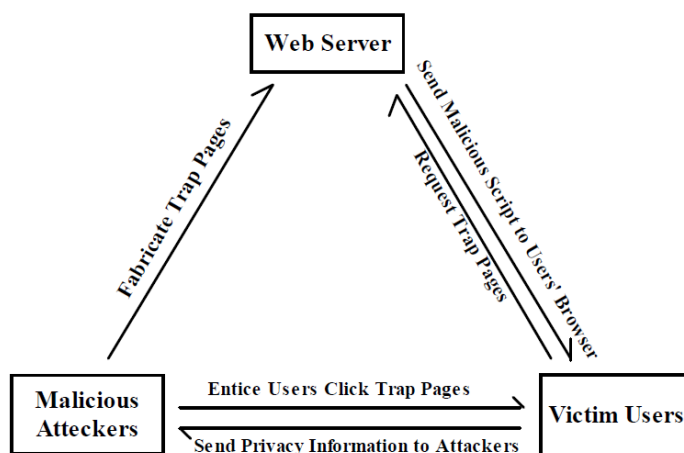 Web Server
Fabricate Trap Pages
Send Malicious Script to Users' Browser
Request Trap Pages
Malicious
Atteckers
Entice Users Click Trap Pages
Send Privacy Information to Attackers
Victim Users